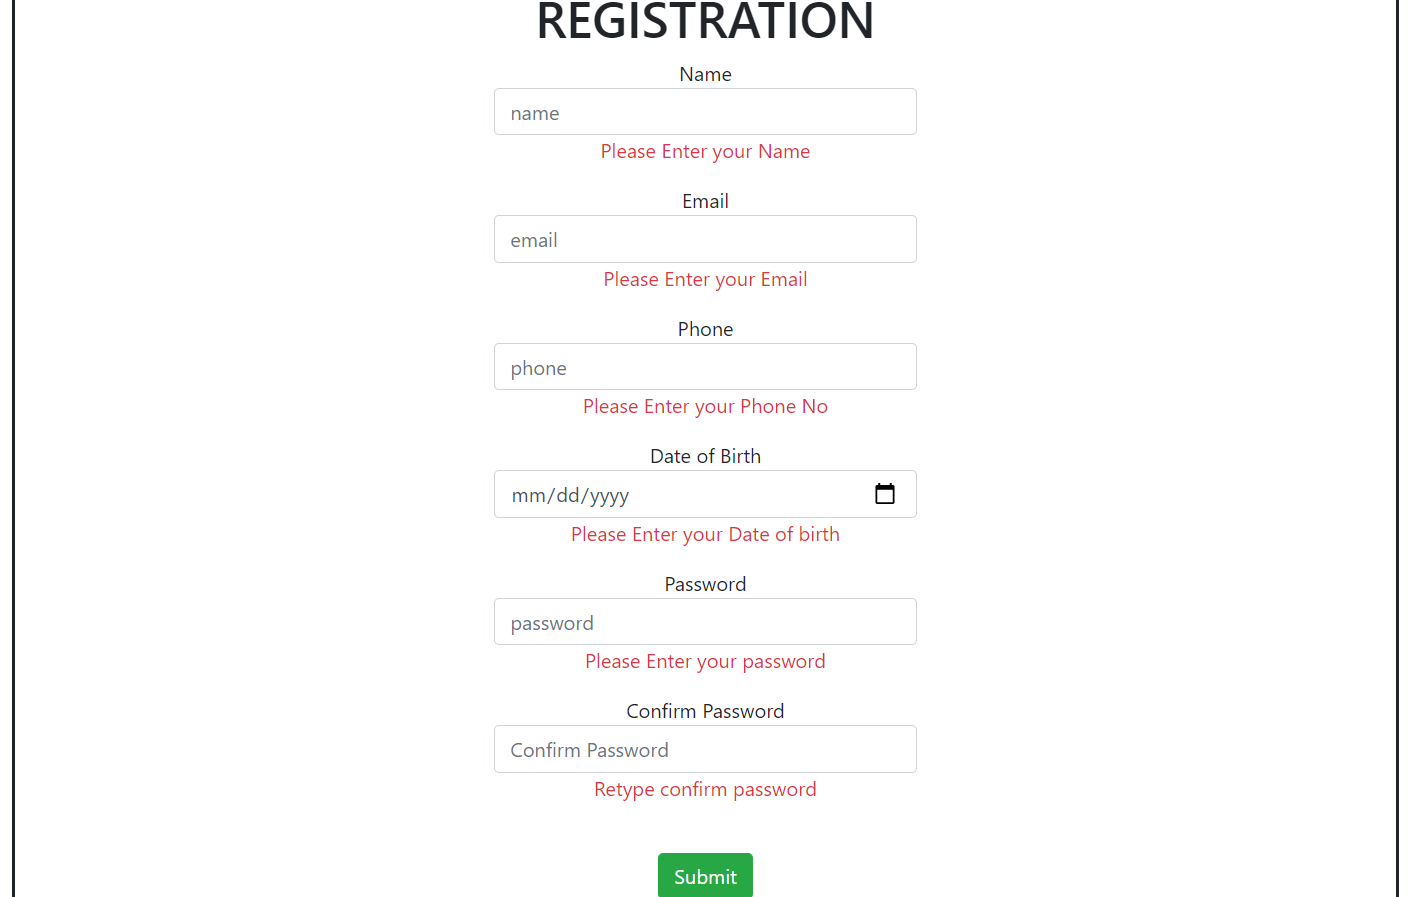 REGISTRATION
Name
name
Please Enter your Name
Email
email
Please Enter your Email
Phone
phone
Please Enter your Phone No
Date of Birth
mm/dd/yyyy
Please Enter your Date of birth
Password
password
Please Enter your password
Confirm Password
Confirm Password
Retype confirm password
Submit